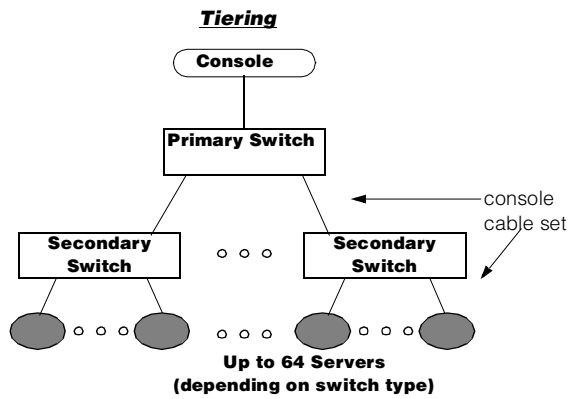 Tiering
Console
Primary Switch
console
cable set
Secondary
Switch
Secondary
Switch
Up to 64 Servers
(depending on switch type)